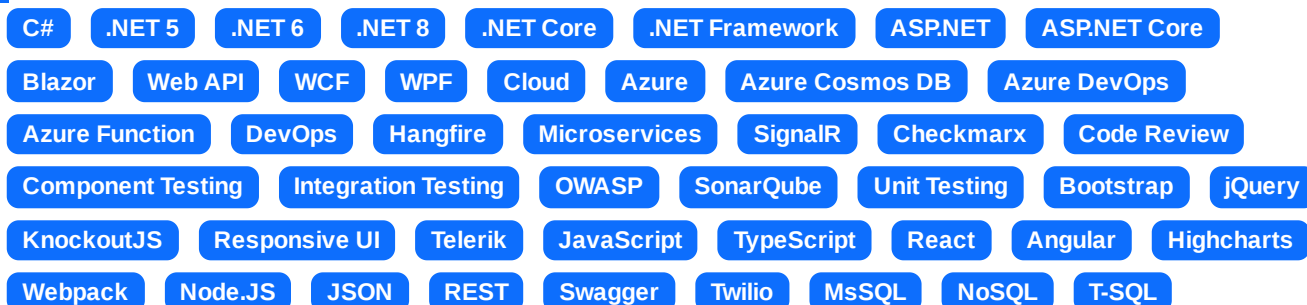 C# .NET 5 .NET 6 .NET 8 .NET Core .NET Framework ASP.NET ASP.NET Core
Blazor Web API WCF WPF Cloud Azure Azure Cosmos DB Azure DevOps
Azure Function DevOps Hangfire Microservices SignalR Checkmarx Code Review
Component Testing Integration Testing OWASP SonarQube Unit Testing Bootstrap jQuery
KnockoutJS Responsive UI Telerik JavaScript TypeScript React Angular Highcharts
Webpack Node.JS JSON REST Swagger Twilio MsSQL NoSQL T-SQL